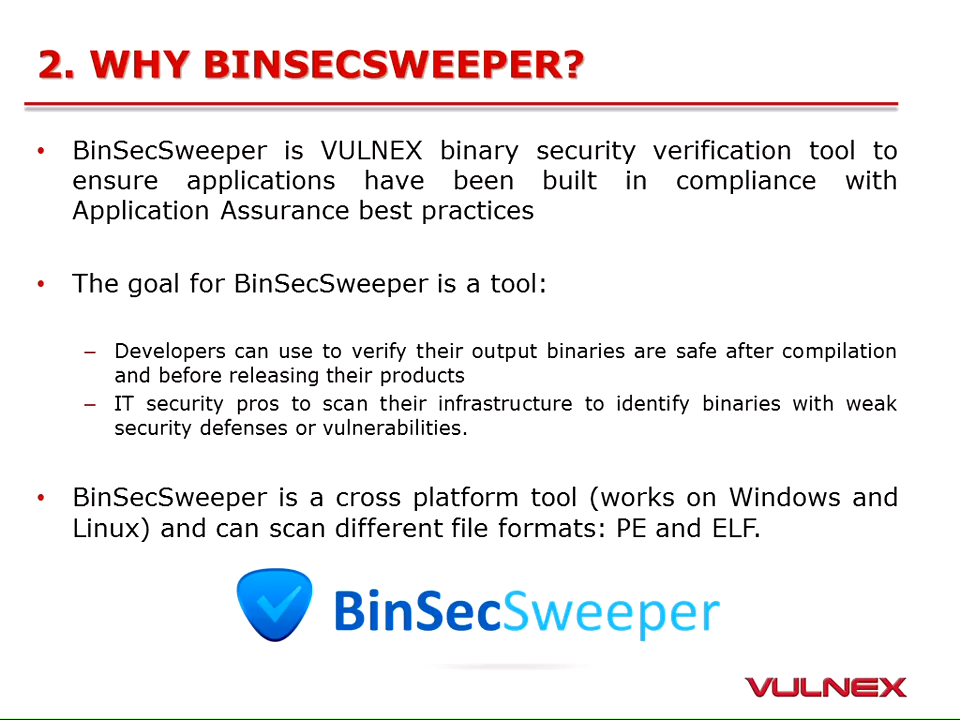 2. WHY BINSECSWEEPER?
• BinSecSweeper is VULNEX binary security verification tool to
ensure applications have been built in compliance with
Application Assurance best practices
• The goal for BinSecSweeper is a tool:
– Developers can use to verify their output binaries are safe after compilation
and before releasing their products
– IT security pros to scan their infrastructure to identify binaries with weak
security defenses or vulnerabilities.
• BinSecSweeper is a cross platform tool (works on Windows and
Linux) and can scan different file formats: PE and ELF.
BinSecSweeper
VULNEX